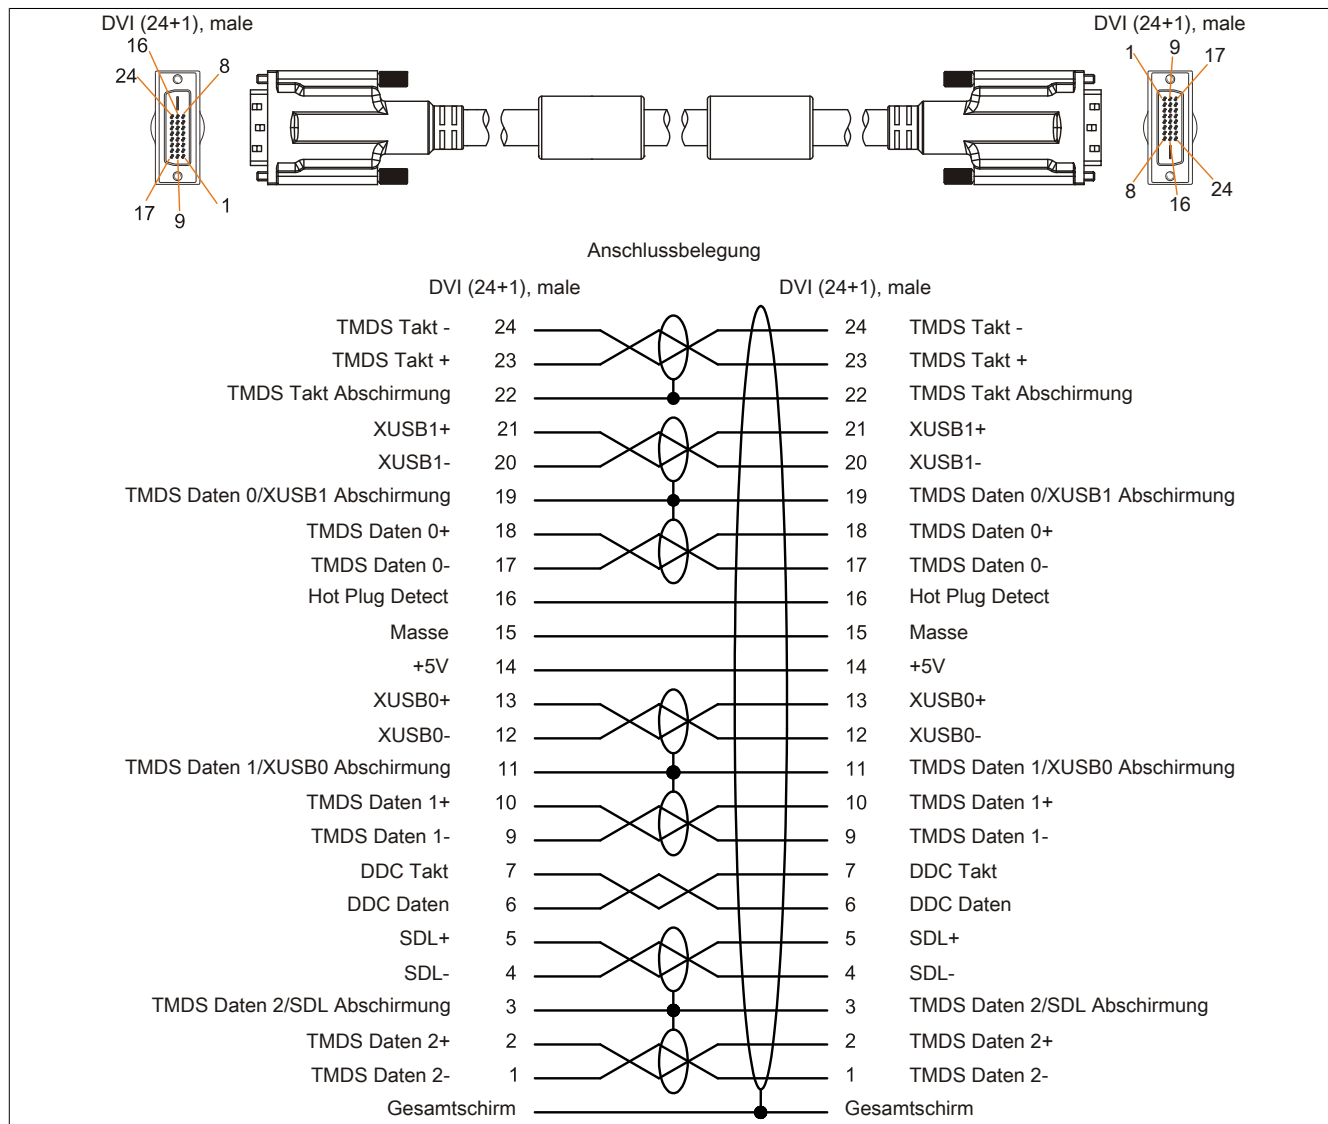 DVI (24+1), male DVI (24+1), male
16 8 24 17 9 1
1 9 17 8 16 24
Anschlussbelegung
DVI (24+1), male DVI (24+1), male
TMDS Takt - 24 24 TMDS Takt -
TMDS Takt + 23 23 TMDS Takt +
TMDS Takt Abschirmung 22 22 TMDS Takt Abschirmung
XUSB1+ 21 21 XUSB1+
XUSB1- 20 20 XUSB1-
TMDS Daten 0/XUSB1 Abschirmung 19 19 TMDS Daten 0/XUSB1 Abschirmung
TMDS Daten 0+ 18 18 TMDS Daten 0+
TMDS Daten 0- 17 17 TMDS Daten 0-
Hot Plug Detect 16 16 Hot Plug Detect
Masse 15 15 Masse
+5V 14 14 +5V
XUSB0+ 13 13 XUSB0+
XUSB0- 12 12 XUSB0-
TMDS Daten 1/XUSB0 Abschirmung 11 11 TMDS Daten 1/XUSB0 Abschirmung
TMDS Daten 1+ 10 10 TMDS Daten 1+
TMDS Daten 1- 9 9 TMDS Daten 1-
DDC Takt 7 7 DDC Takt
DDC Daten 6 6 DDC Daten
SDL+ 5 5 SDL+
SDL- 4 4 SDL-
TMDS Daten 2/SDL Abschirmung 3 3 TMDS Daten 2/SDL Abschirmung
TMDS Daten 2+ 2 2 TMDS Daten 2+
TMDS Daten 2- 1 1 TMDS Daten 2-
Gesamtschirm Gesamtschirm